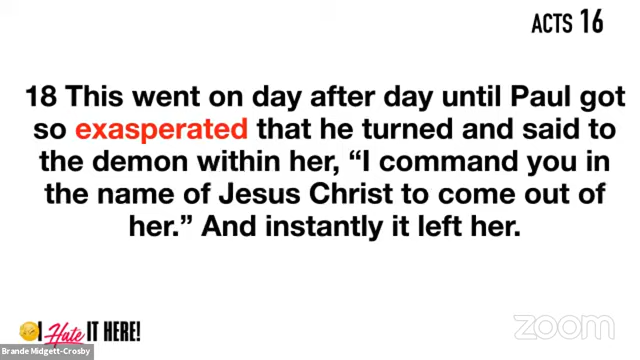 ACTS 16
18 This went on day after day until Paul got
so exasperated that he turned and said to
the demon within her, “I command you in
the name of Jesus Christ to come out of
her.” And instantly it left her.
I Hate IT HERE!
zoom
Brande Midgett-Crosby